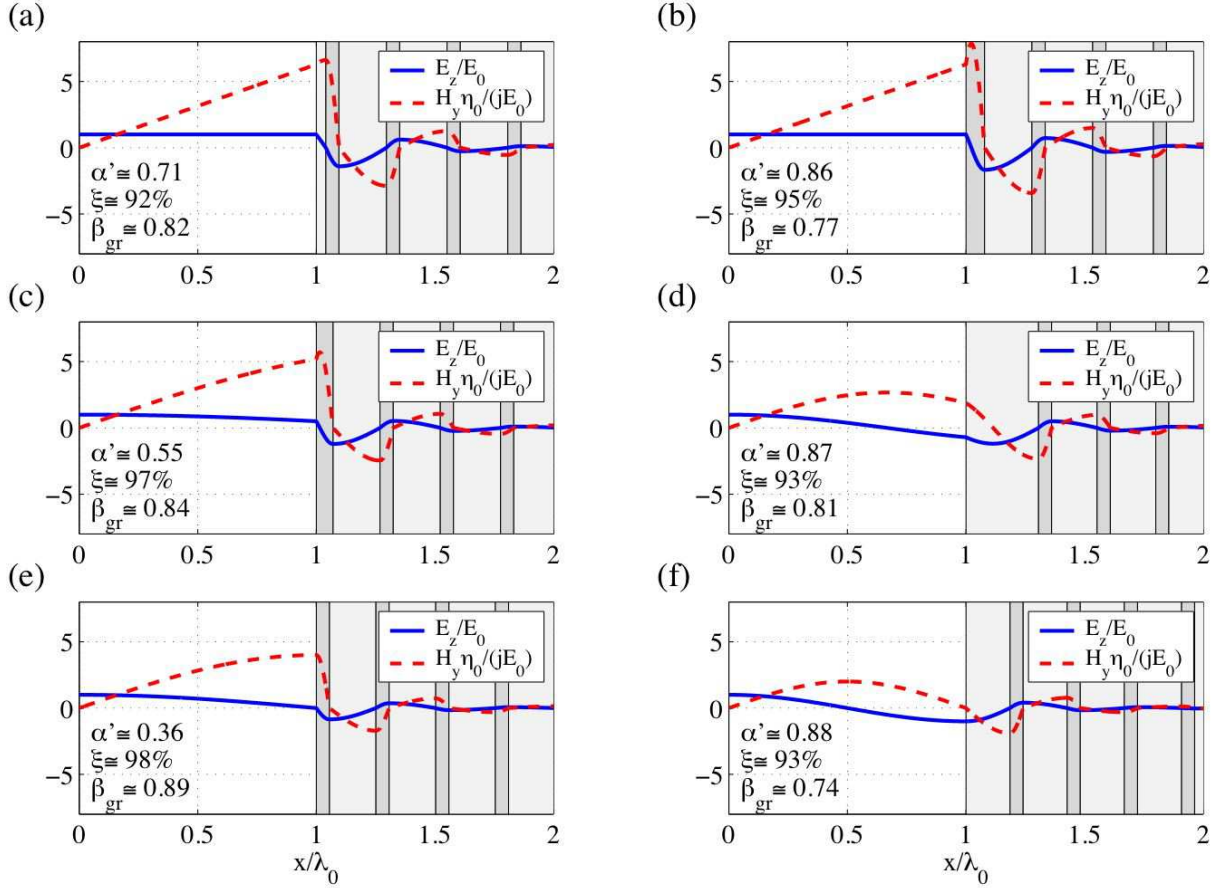 (a)
E_z/E_0
H_yη_0/(jE_0)
5
0
−5
α’≅ 0.71
ξ≅ 92%
β_gr≅ 0.82
0 0.5 1 1.5 2
(b)
E_z/E_0
H_yη_0/(jE_0)
5
0
−5
α’≅ 0.86
ξ≅ 95%
β_gr≅ 0.77
0 0.5 1 1.5 2
(c)
E_z/E_0
H_yη_0/(jE_0)
5
0
−5
α’≅ 0.55
ξ≅ 97%
β_gr≅ 0.84
0 0.5 1 1.5 2
(d)
E_z/E_0
H_yη_0/(jE_0)
5
0
−5
α’≅ 0.87
ξ≅ 93%
β_gr≅ 0.81
0 0.5 1 1.5 2
(e)
E_z/E_0
H_yη_0/(jE_0)
5
0
−5
α’≅ 0.36
ξ≅ 98%
β_gr≅ 0.89
0 0.5 1 1.5 2
x/λ_0
(f)
E_z/E_0
H_yη_0/(jE_0)
5
0
−5
α’≅ 0.88
ξ≅ 93%
β_gr≅ 0.74
0 0.5 1 1.5 2
x/λ_0